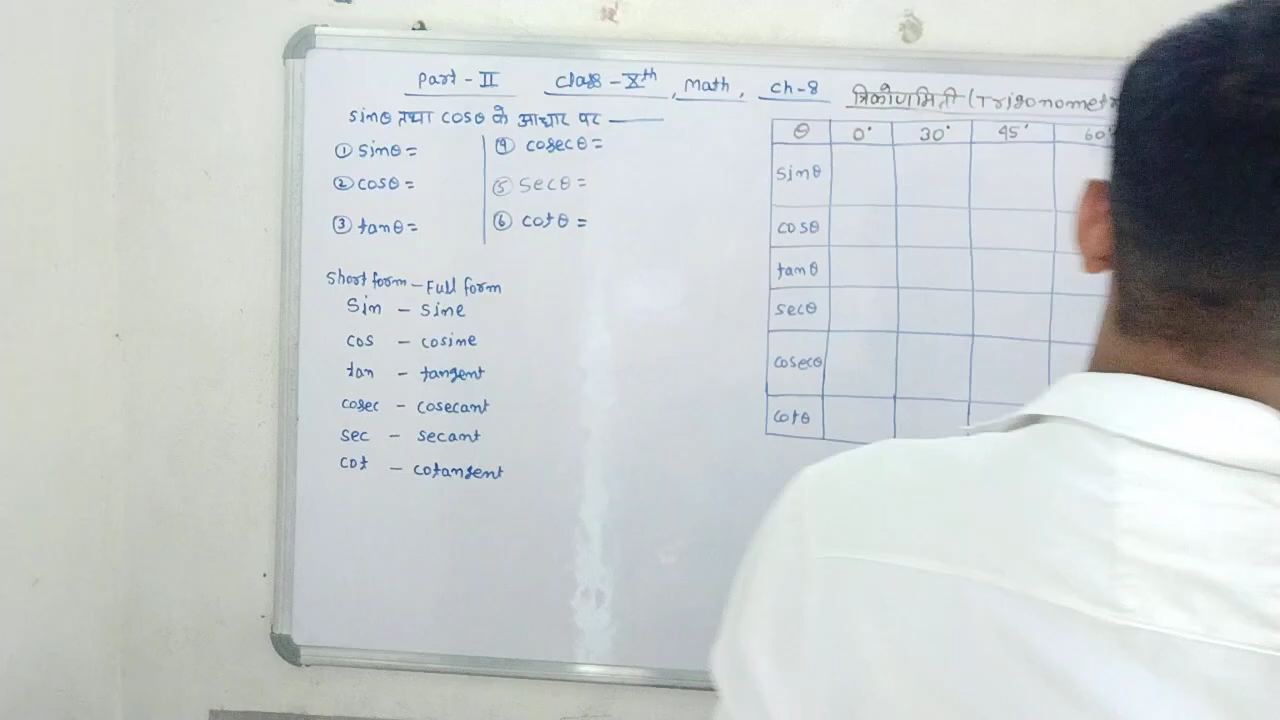 Part - II Class - Xth , Math , Ch-8 त्रिकोणमिती (Trigonometr
sinθ तथा cosθ के आधार पर ———
① sinθ = ④ cosecθ =
② cosθ = ⑤ secθ =
③ tanθ = ⑥ cotθ =
Short form - Full form
Sin - sine
cos - cosine
tan - tangent
cosec - cosecant
sec - secant
cot - cotangent
θ 0° 30° 45° 60°
sinθ
cosθ
tanθ
secθ
cosecθ
cotθ